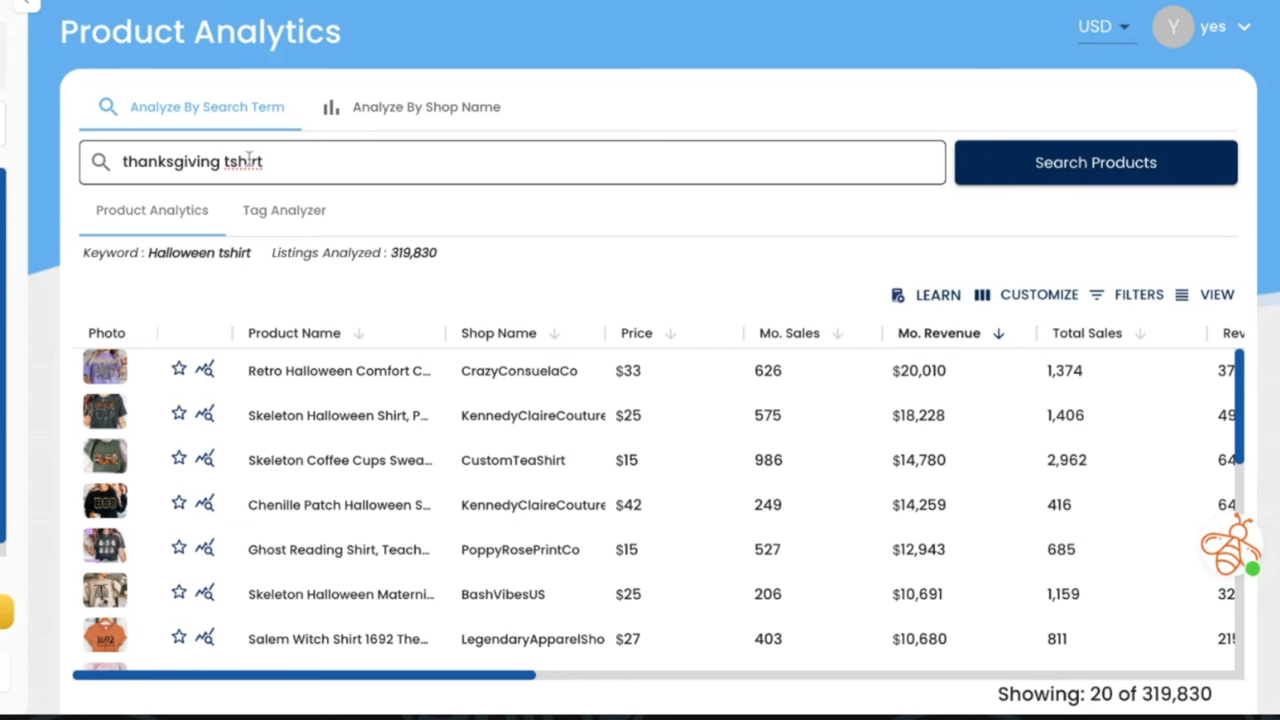 Product Analytics
USD
Y
yes
Analyze By Search Term
Analyze By Shop Name
thanksgiving tshirt
Search Products
Product Analytics
Tag Analyzer
Keyword : Halloween tshirt Listings Analyzed : 319,830
LEARN CUSTOMIZE FILTERS VIEW
Photo Product Name Shop Name Price Mo. Sales Mo. Revenue Total Sales Rev
Retro Halloween Comfort C... CrazyConsuelaCo $33 626 $20,010 1,374 37
Skeleton Halloween Shirt, P... KennedyClaireCouture $25 575 $18,228 1,406 49
Skeleton Coffee Cups Swea... CustomTeaShirt $15 986 $14,780 2,962 64
Chenille Patch Halloween S... KennedyClaireCouture $42 249 $14,259 416 64
Ghost Reading Shirt, Teach... PoppyRosePrintCo $15 527 $12,943 685
Skeleton Halloween Materni... BashVibesUS $25 206 $10,691 1,159 32
Salem Witch Shirt 1692 The... LegendaryApparelSho $27 403 $10,680 811
Showing: 20 of 319,830